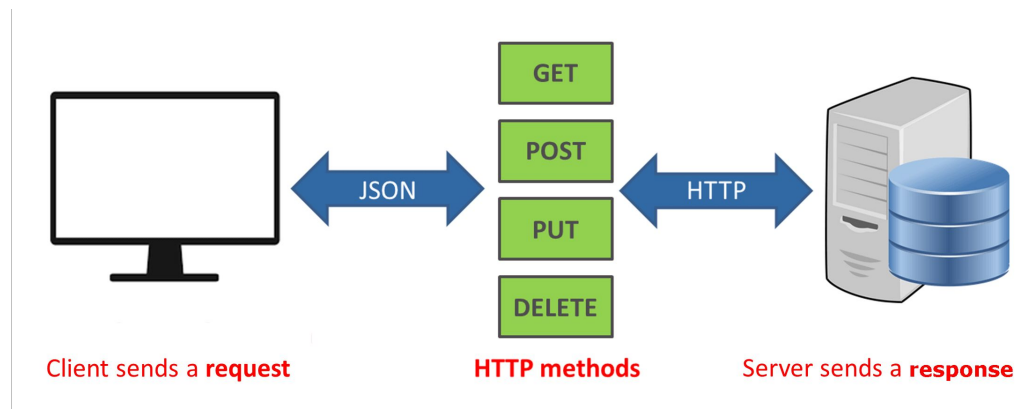 GET
POST
JSON
HTTP
PUT
DELETE
Client sends a request
HTTP methods
Server sends a response